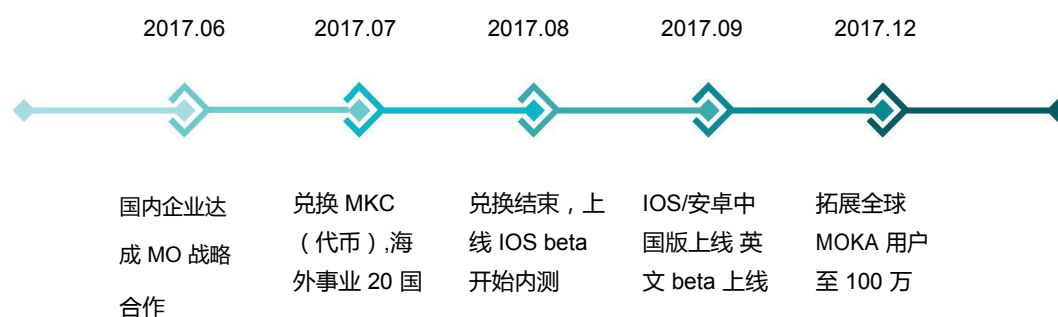 2017.06
2017.07
2017.08
2017.09
2017.12
国内企业达
成 MO 战略
合作
兑换 MKC
（代币）,海
外事业 20 国
兑换结束，上
线 IOS beta
开始内测
IOS/安卓中
国版上线 英
文 beta 上线
拓展全球
MOKA 用户
至 100 万